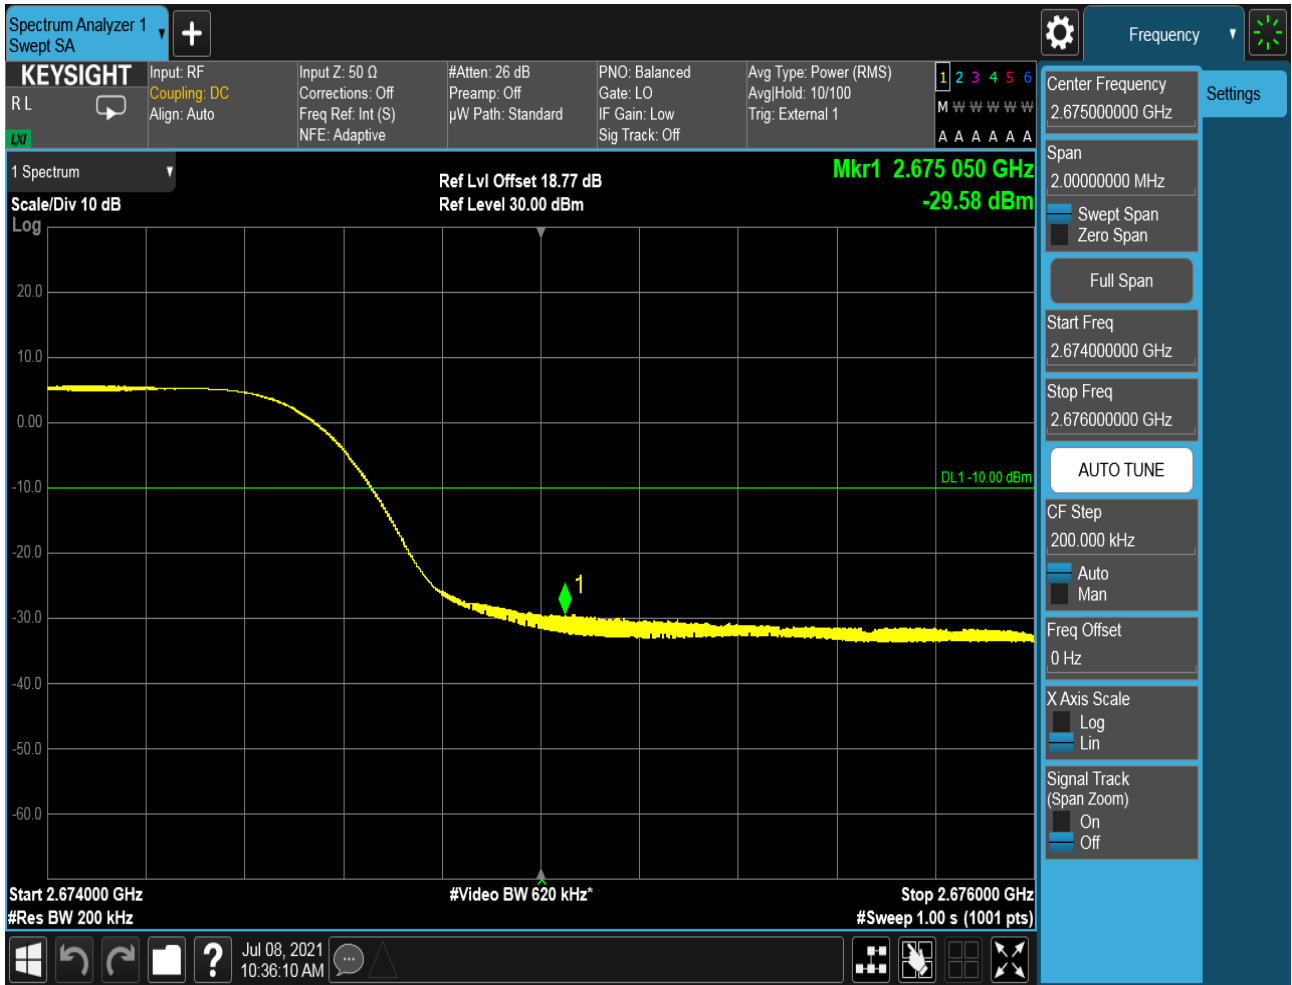 Spectrum Analyzer 1
Swept SA
Frequency
KEYSIGHT
R L
LXI
Input: RF
Coupling: DC
Align: Auto
Input Z: 50 Ω
Corrections: Off
Freq Ref: Int (S)
NFE: Adaptive
#Atten: 26 dB
Preamp: Off
µW Path: Standard
PNO: Balanced
Gate: LO
IF Gain: Low
Sig Track: Off
Avg Type: Power (RMS)
Avg|Hold: 10/100
Trig: External 1
1 2 3 4 5 6
M W W W W W
A A A A A A
1 Spectrum
Scale/Div 10 dB
Log
Ref Lvl Offset 18.77 dB
Ref Level 30.00 dBm
Mkr1 2.675 050 GHz
-29.58 dBm
20.0
10.0
0.00
-10.0
-20.0
-30.0
-40.0
-50.0
-60.0
DL1 -10.00 dBm
1
Start 2.674000 GHz
#Res BW 200 kHz
#Video BW 620 kHz*
Stop 2.676000 GHz
#Sweep 1.00 s (1001 pts)
Jul 08, 2021
10:36:10 AM
Center Frequency
2.675000000 GHz
Settings
Span
2.00000000 MHz
Swept Span
Zero Span
Full Span
Start Freq
2.674000000 GHz
Stop Freq
2.676000000 GHz
AUTO TUNE
CF Step
200.000 kHz
Auto
Man
Freq Offset
0 Hz
X Axis Scale
Log
Lin
Signal Track
(Span Zoom)
On
Off